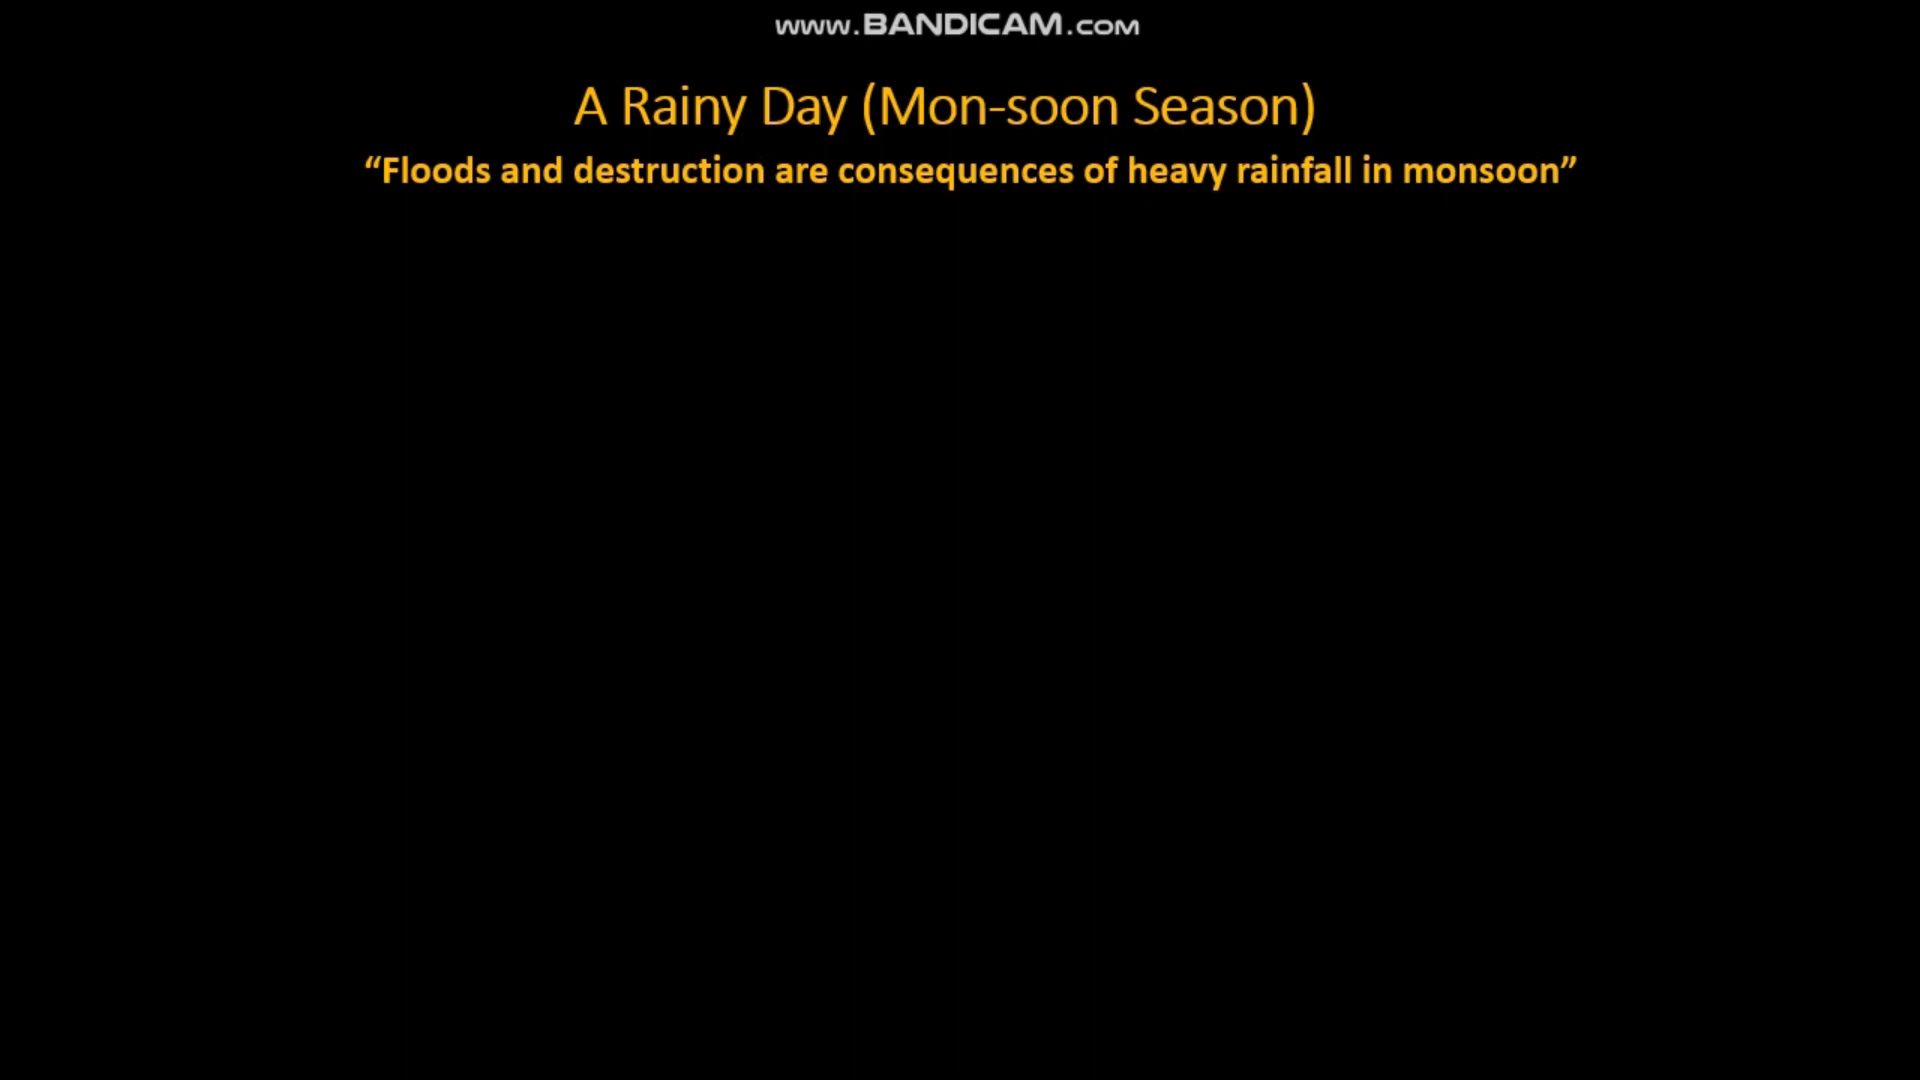 www.BANDICAM.COM
A Rainy Day (Mon-soon Season)
“Floods and destruction are consequences of heavy rainfall in monsoon”